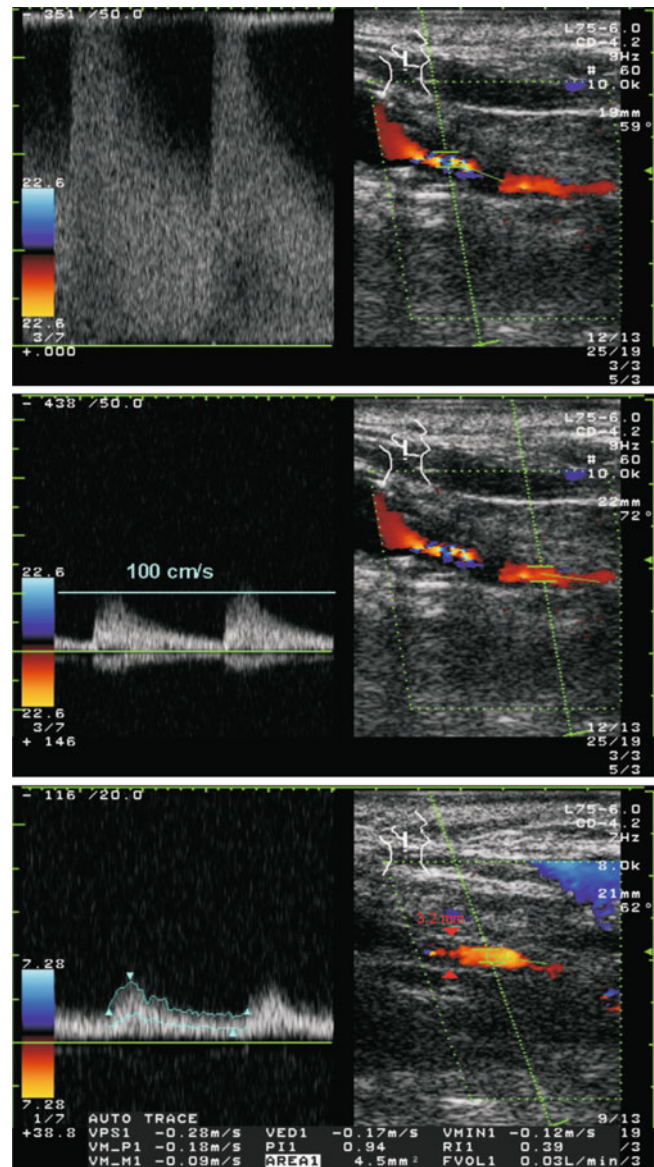 - 351 /50.0
L75-6.0
CD-4.2
9Hz
# 60
10.0k
19mm
59°
22.6
22.6
3/7
+.000
12/13
25/19
3/3
5/3
- 438 /50.0
L75-6.0
CD-4.2
9Hz
# 60
10.0k
22mm
72°
100 cm/s
22.6
22.6
3/7
+ 146
12/13
25/19
3/3
5/3
- 116 /20.0
L75-6.0
CD-4.2
7Hz
8.0k
21mm
62°
3.2 mm
7.28
7.28
1/7
+38.8
9/13
AUTO TRACE
VPS1 -0.28m/s VED1 -0.17m/s VMIN1 -0.12m/s
VM_P1 -0.18m/s PI1 0.94 RI1 0.39
VM_M1 -0.09m/s AREA1 4.5mm² FVOL1 0.03L/min